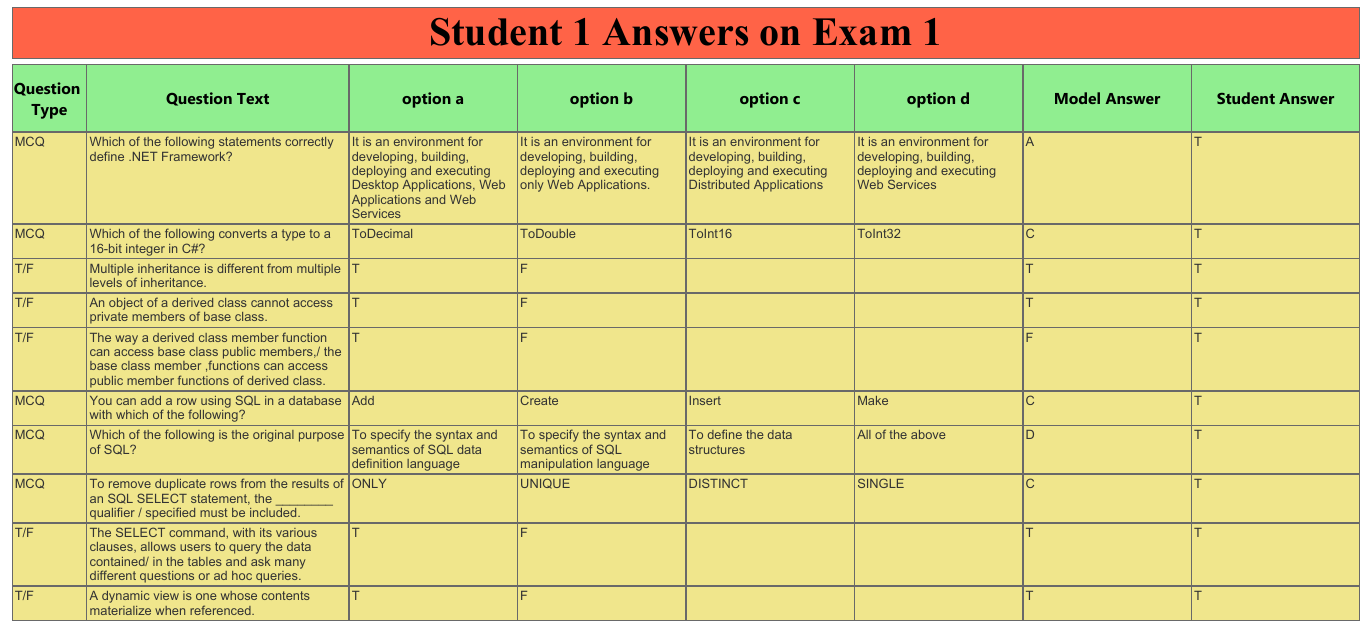 Student 1 Answers on Exam 1
Question Type Question Text option a option b option c option d Model Answer Student Answer
MCQ
Which of the following statements correctly
define .NET Framework?
It is an environment for
developing, building,
deploying and executing
Desktop Applications, Web
Applications and Web
Services
It is an environment for
developing, building,
deploying and executing
only Web Applications.
It is an environment for
developing, building,
deploying and executing
Distributed Applications
It is an environment for
developing, building,
deploying and executing
Web Services
A
T
MCQ
Which of the following converts a type to a
16-bit integer in C#?
ToDecimal
ToDouble
ToInt16
ToInt32
C
T
T/F
Multiple inheritance is different from multiple
levels of inheritance.
T
F
T
T
T/F
An object of a derived class cannot access
private members of base class.
T
F
T
T
T/F
The way a derived class member function
can access base class public members,/ the
base class member ,functions can access
public member functions of derived class.
T
F
F
T
MCQ
You can add a row using SQL in a database
with which of the following?
Add
Create
Insert
Make
C
T
MCQ
Which of the following is the original purpose
of SQL?
To specify the syntax and
semantics of SQL data
definition language
To specify the syntax and
semantics of SQL
manipulation language
To define the data
structures
All of the above
D
T
MCQ
To remove duplicate rows from the results of
an SQL SELECT statement, the ________
qualifier / specified must be included.
ONLY
UNIQUE
DISTINCT
SINGLE
C
T
T/F
The SELECT command, with its various
clauses, allows users to query the data
contained/ in the tables and ask many
different questions or ad hoc queries.
T
F
T
T
T/F
A dynamic view is one whose contents
materialize when referenced.
T
F
T
T